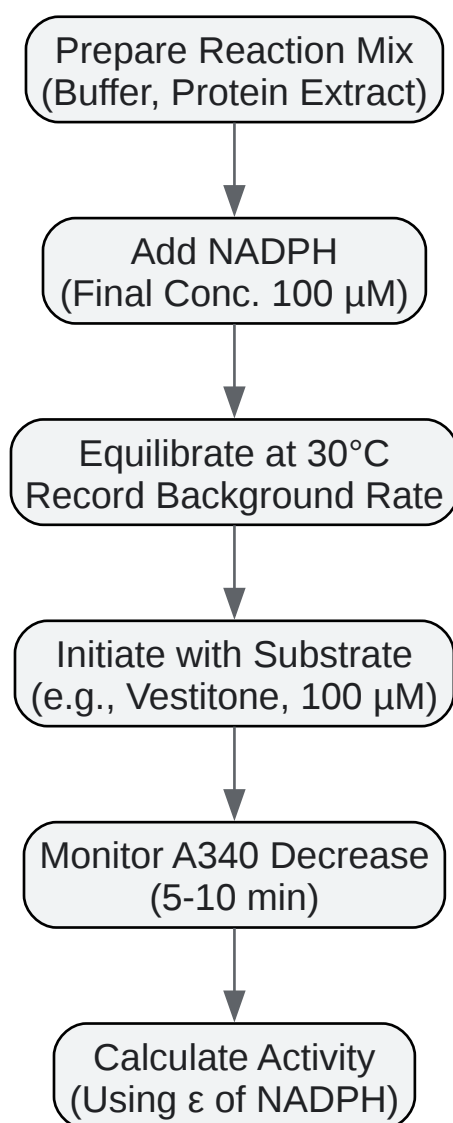 Prepare Reaction Mix
(Buffer, Protein Extract)
Add NADPH
(Final Conc. 100 µM)
Equilibrate at 30°C
Record Background Rate
Initiate with Substrate
(e.g., Vestitone, 100 µM)
Monitor A340 Decrease
(5-10 min)
Calculate Activity
(Using ε of NADPH)